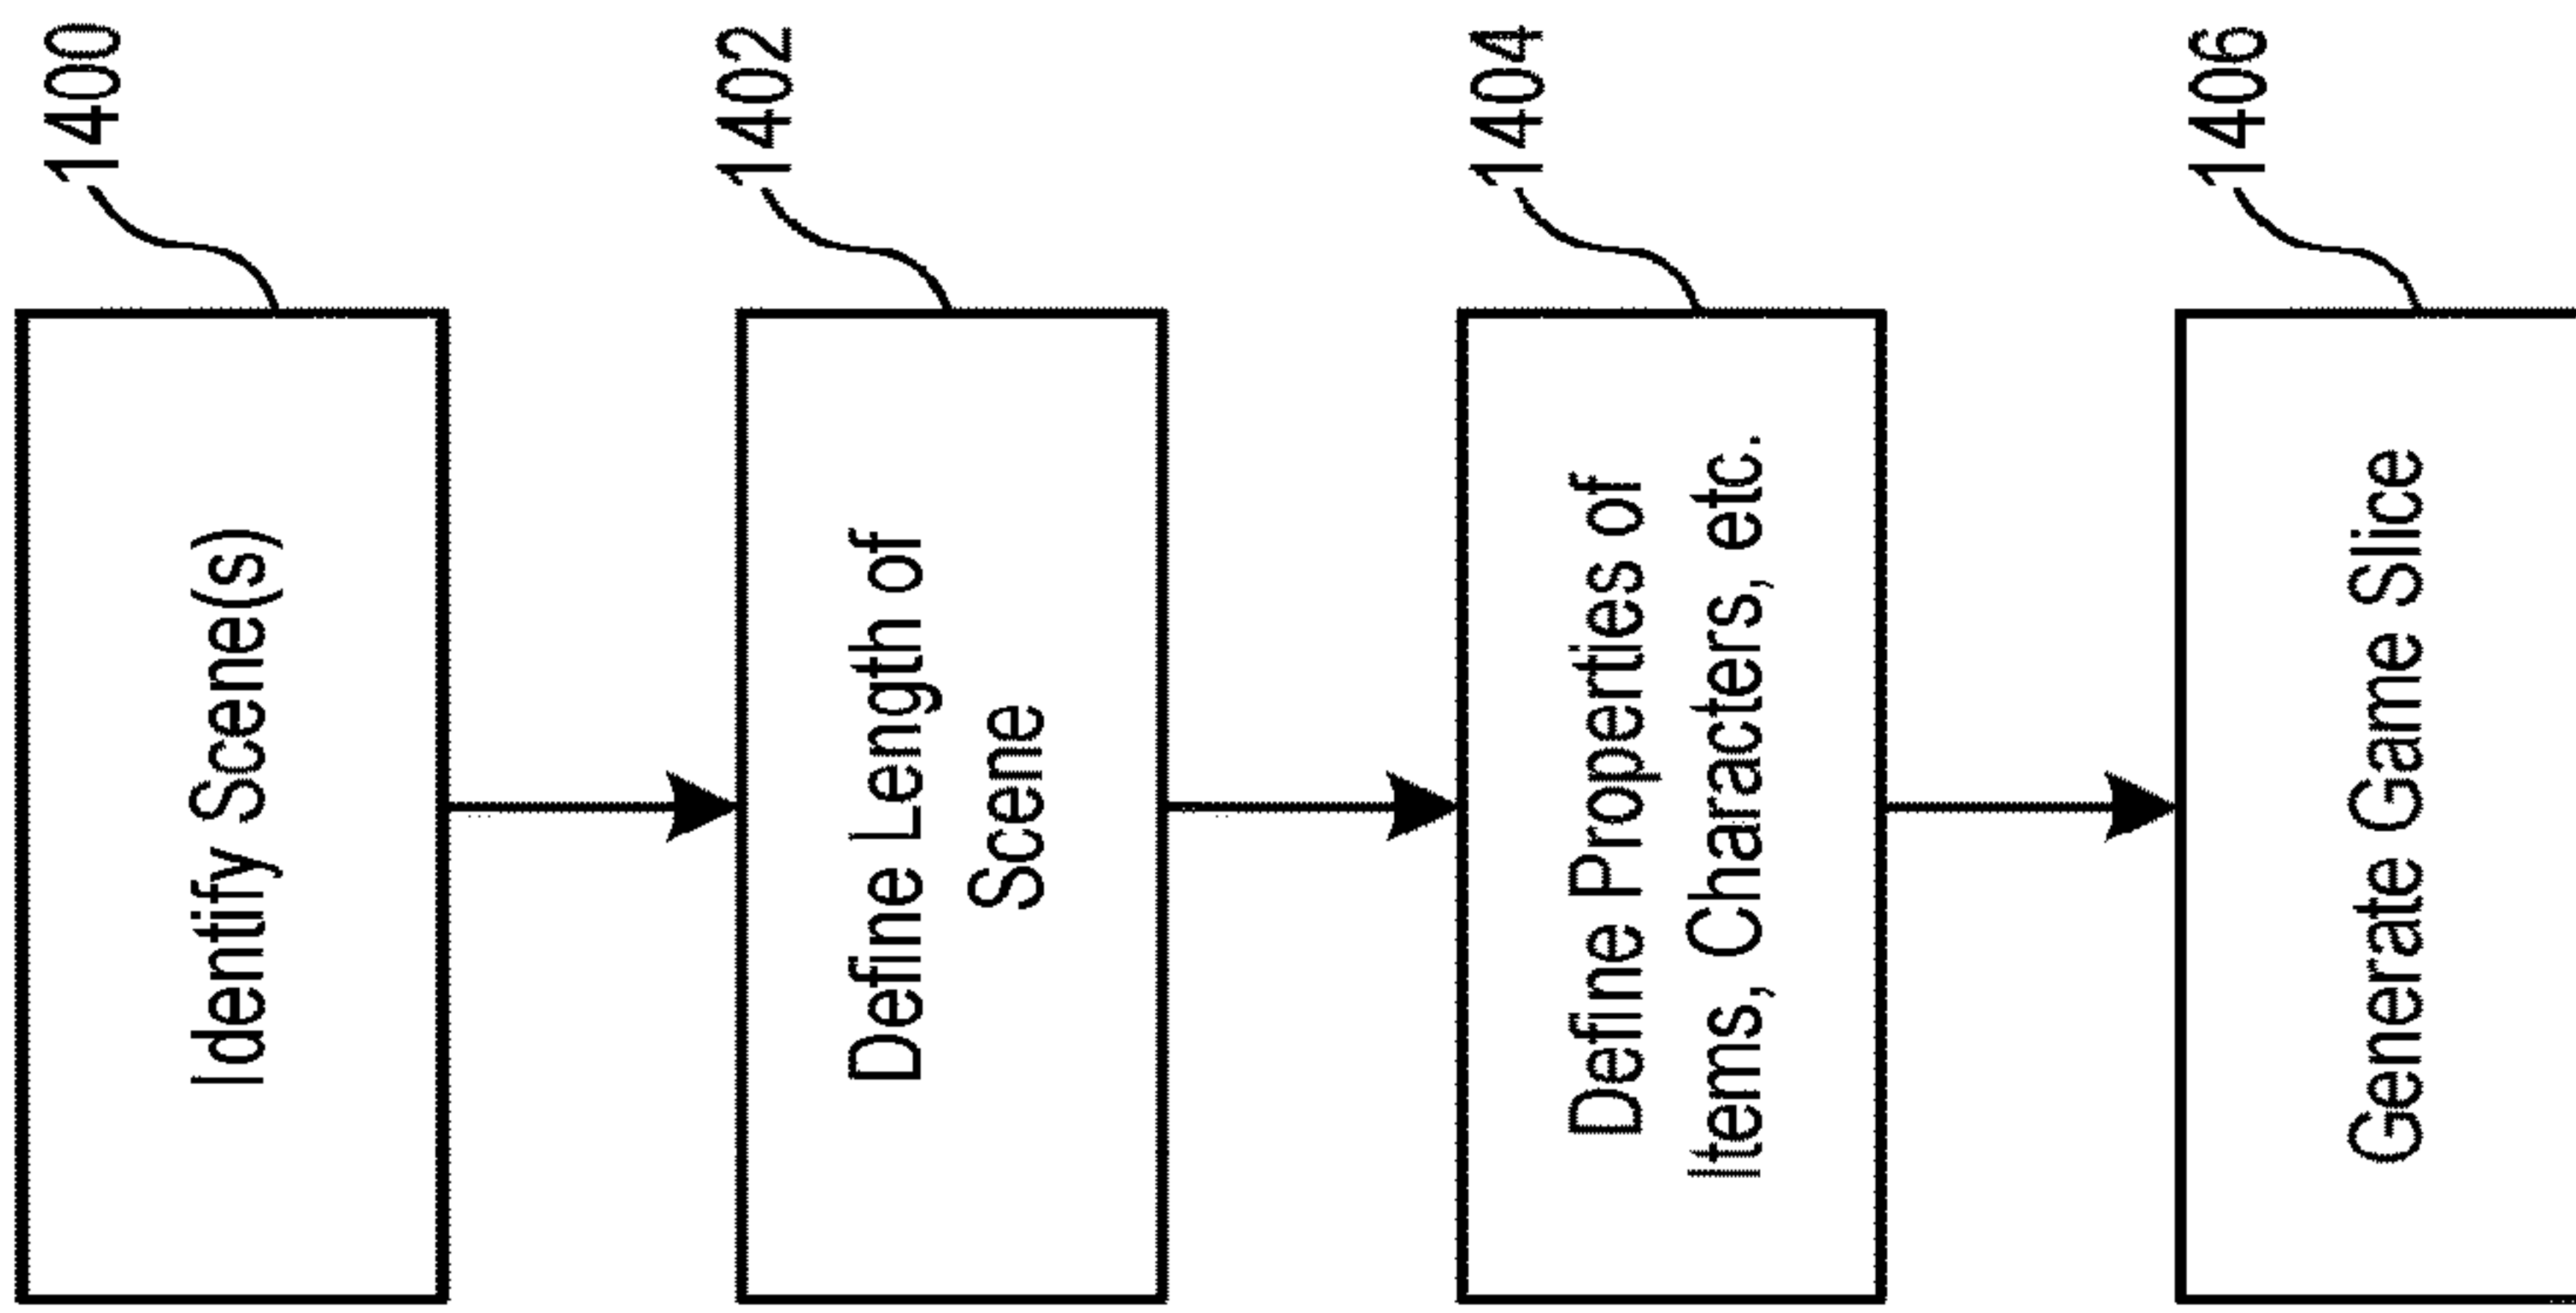 Identify Scene(s)
1400
Define Length of
Scene
1402
Define Properties of
Items, Characters, etc.
1404
Generate Game Slice
1406